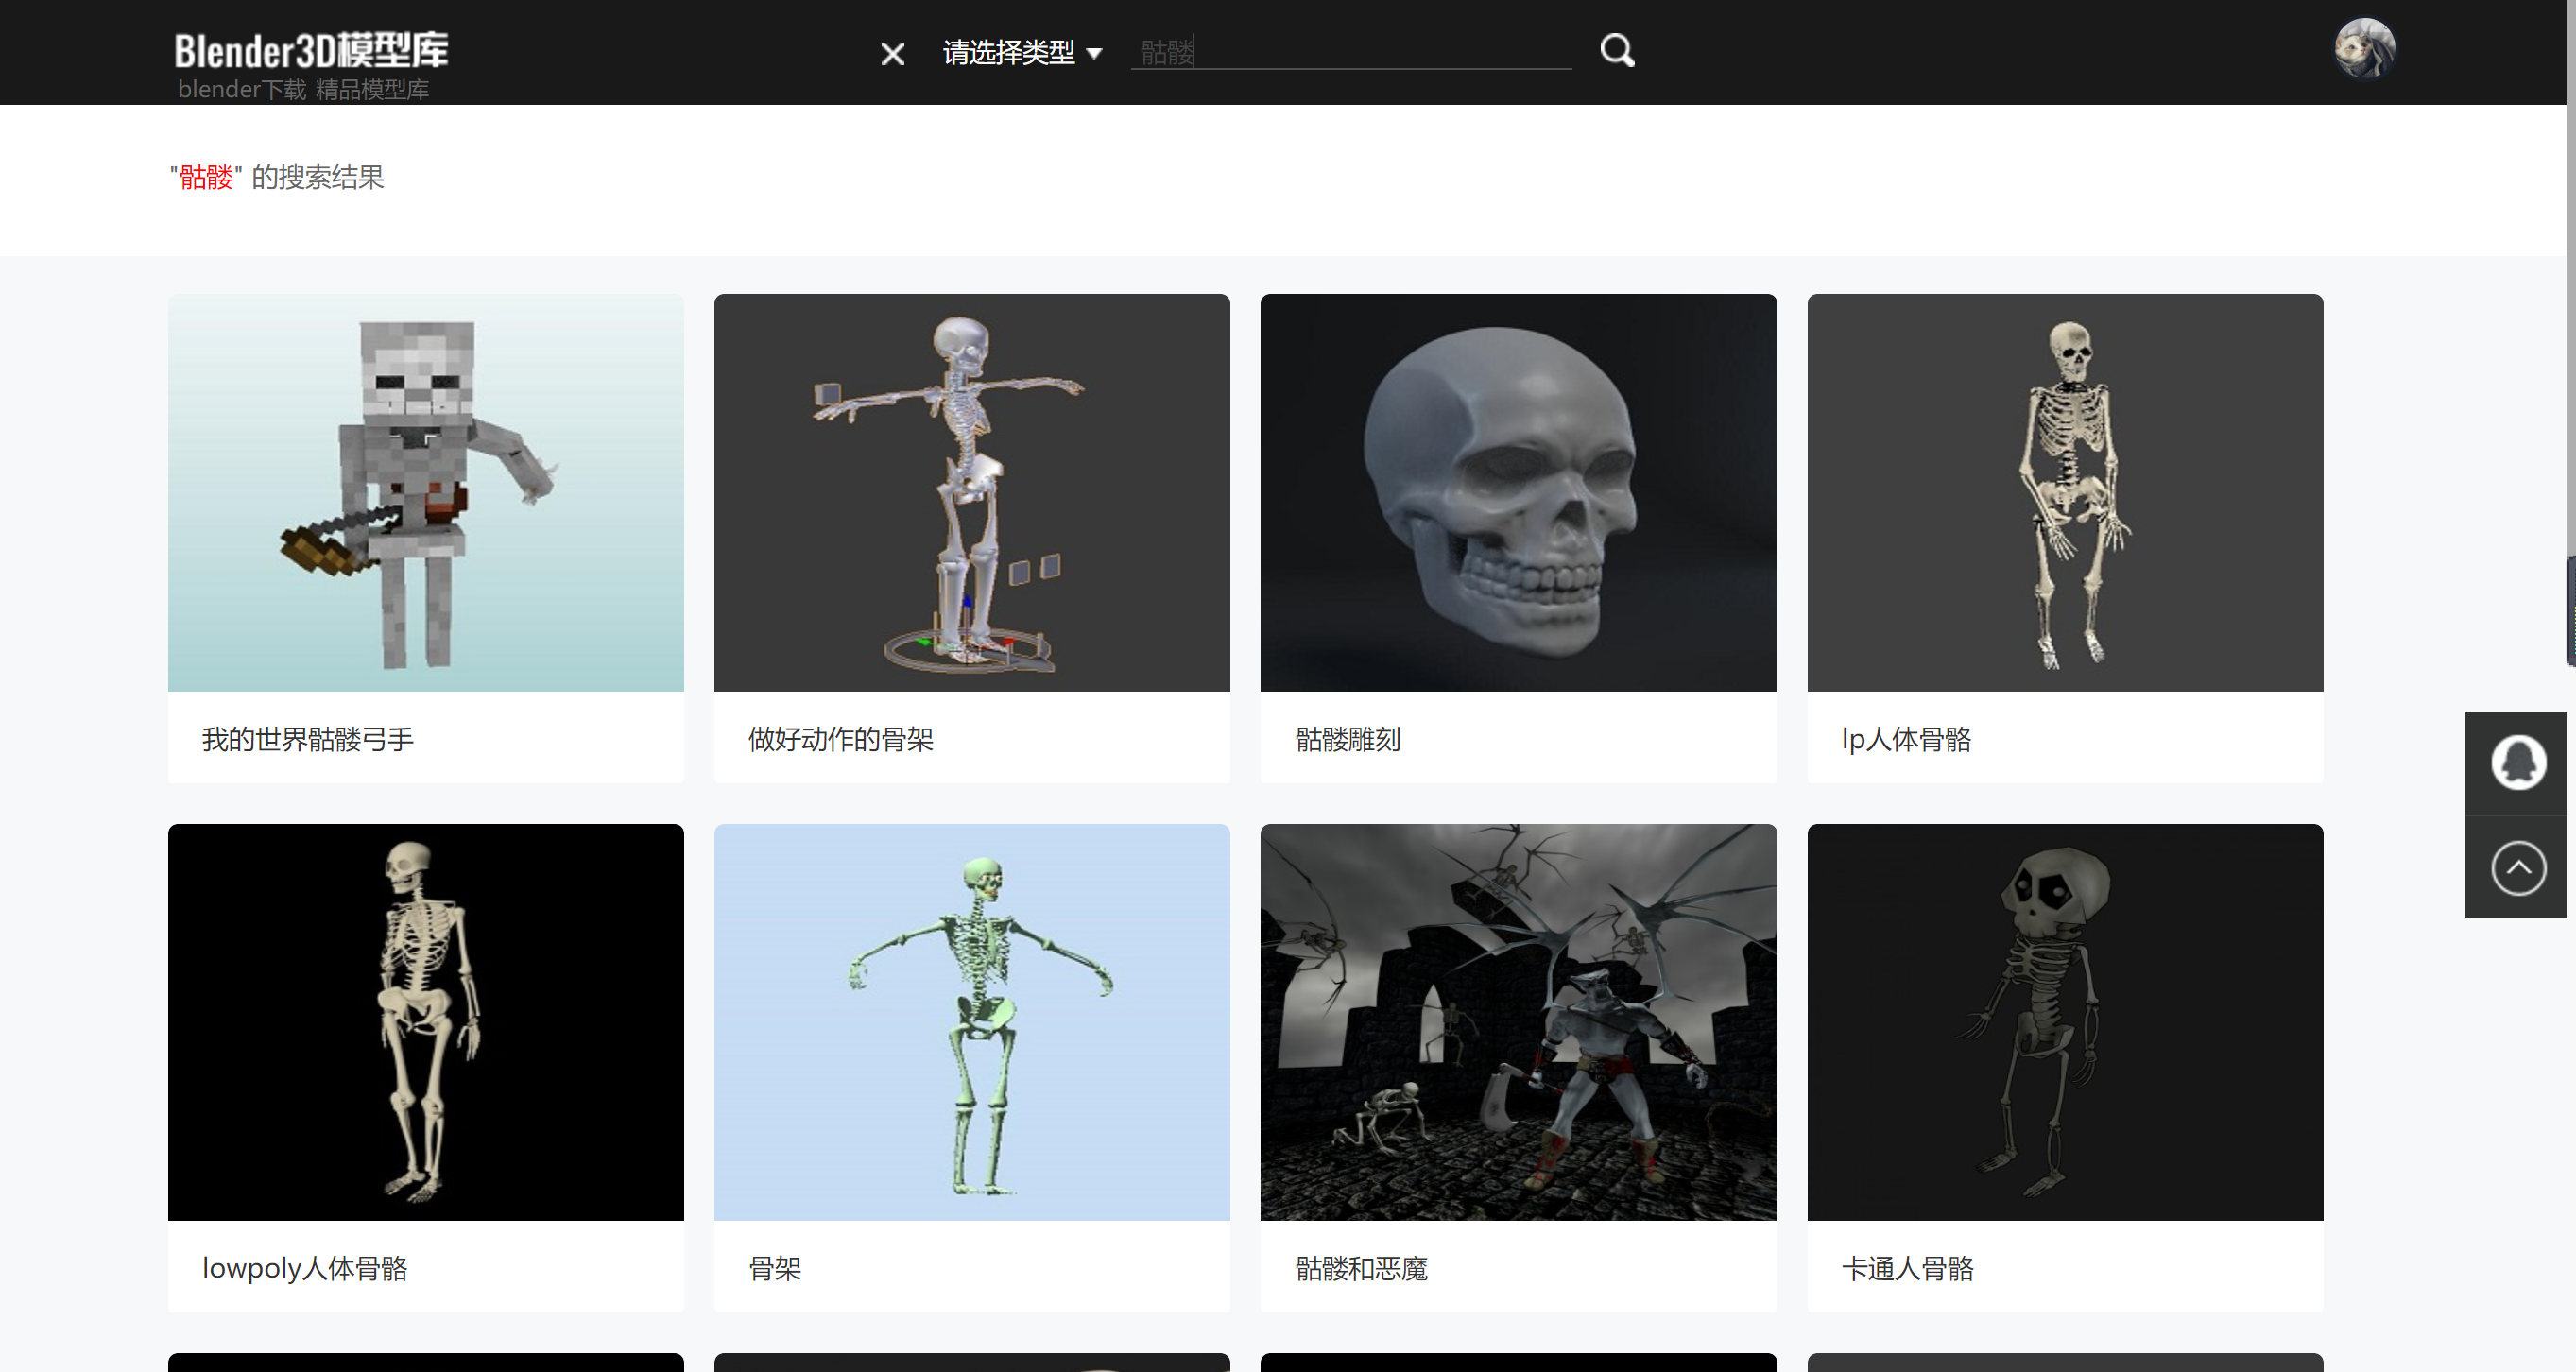 Blender3D模型库
blender下载 精品模型库
请选择类型
骷髅
"骷髅" 的搜索结果
我的世界骷髅弓手
做好动作的骨架
骷髅雕刻
lp人体骨骼
lowpoly人体骨骼
骨架
骷髅和恶魔
卡通人骨骼